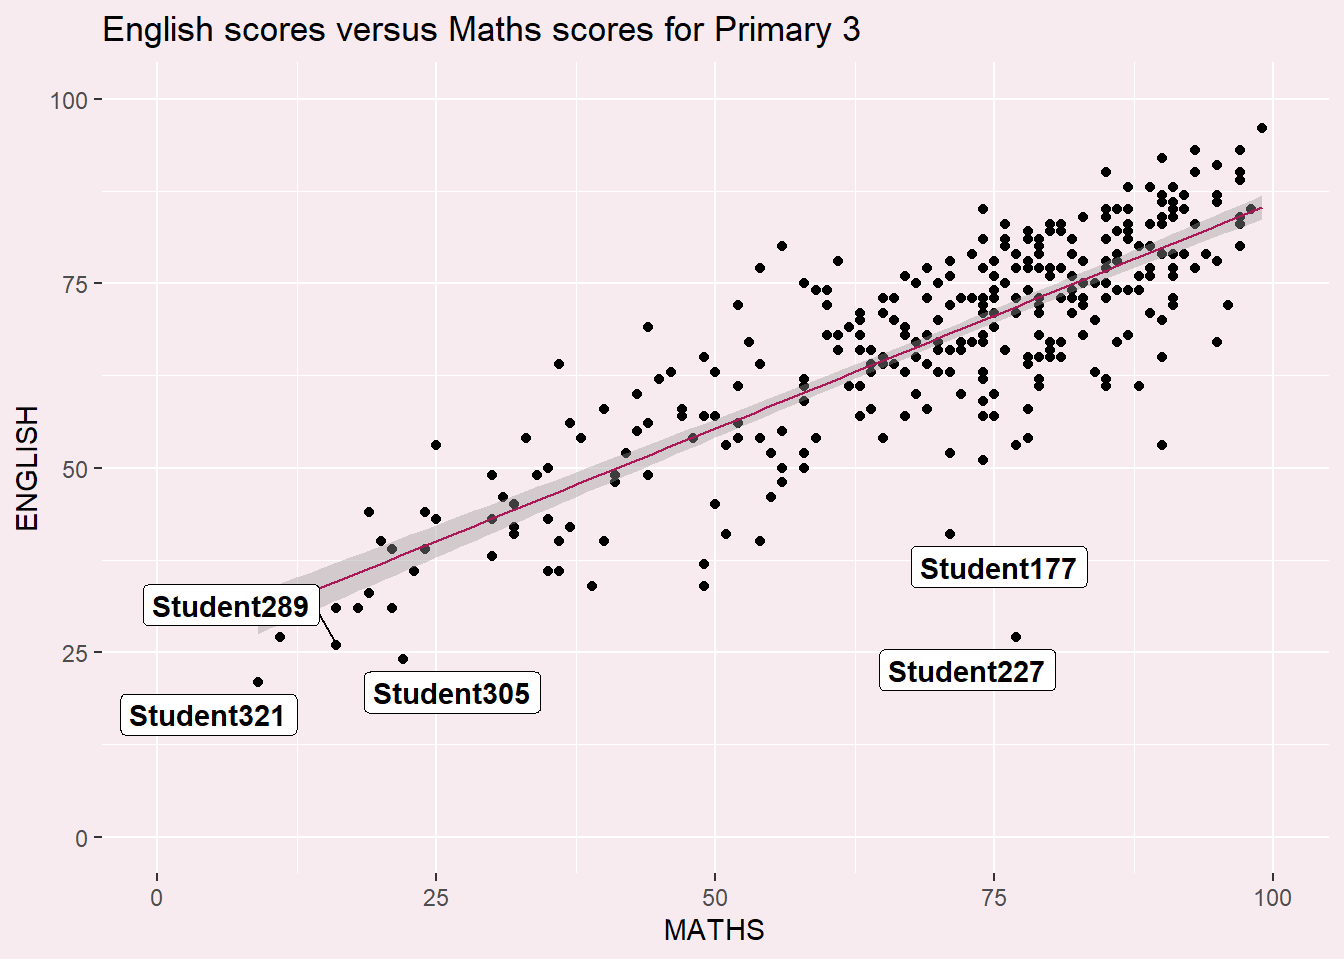 English scores versus Maths scores for Primary 3
ENGLISH
100
75
50
25
0
Student177
Student289
Student227
Student305
Student321
0
25
50
75
100
MATHS